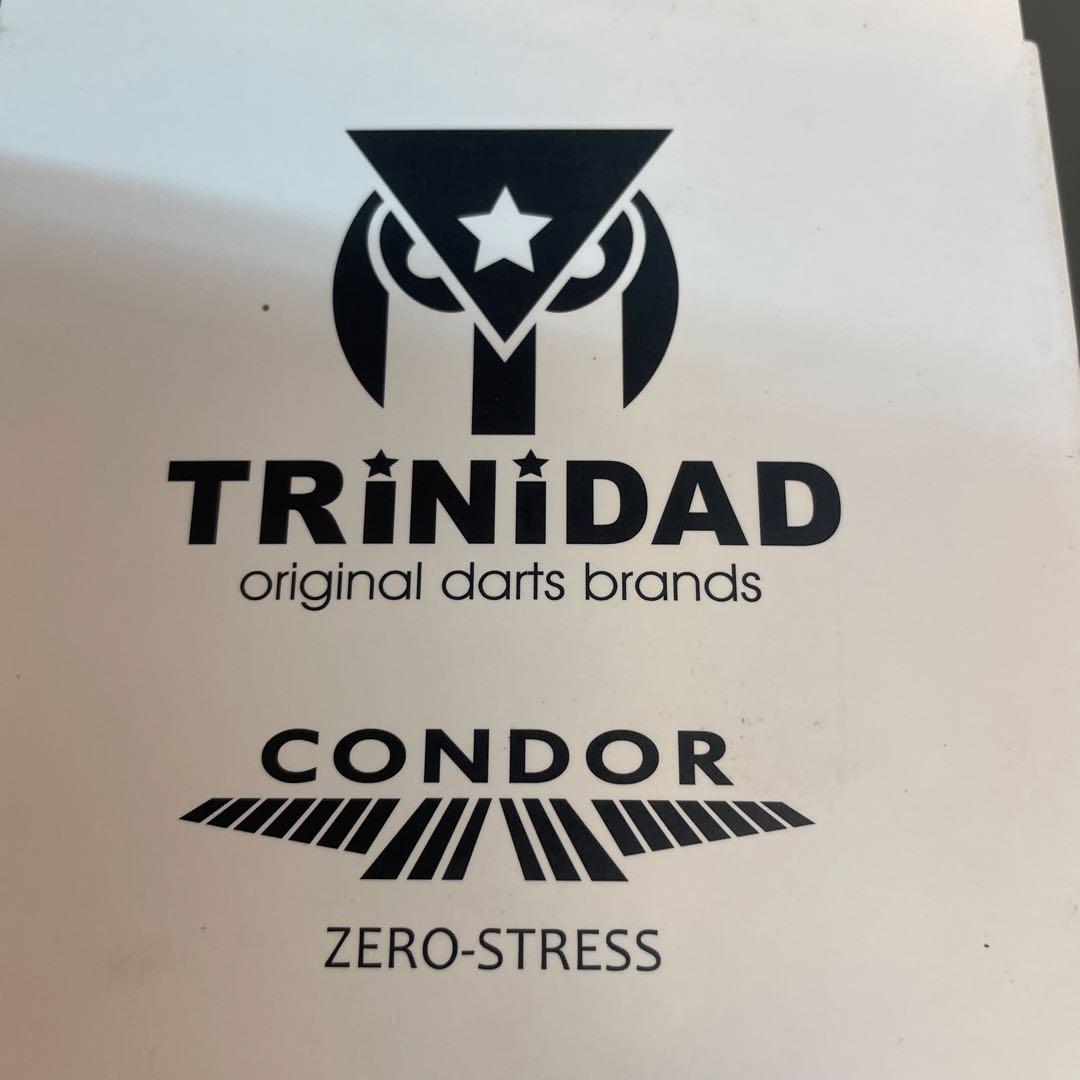 TRiNiDAD
original darts brands
CONDOR
ZERO-STRESS